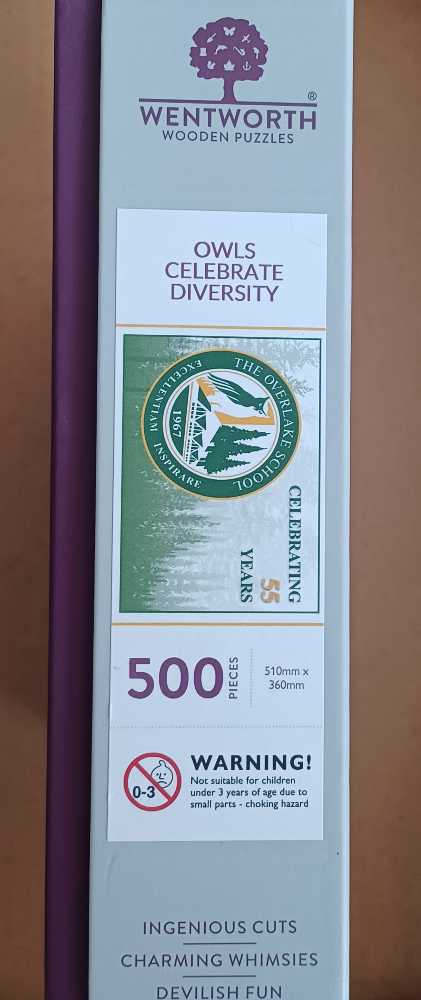 ®
WENTWORTH
WOODEN PUZZLES
OWLS
CELEBRATE
DIVERSITY
THE OVERLAKE SCHOOL
EXCELLENTIAM INSPIRARE
1967
CELEBRATING
55
YEARS
500
PIECES
510mm x
360mm
0-3
WARNING!
Not suitable for children
under 3 years of age due to
small parts - choking hazard
INGENIOUS CUTS
CHARMING WHIMSIES
DEVILISH FUN